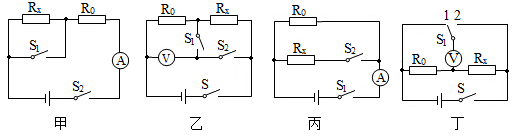 Rx R0 S1 A S2 甲
R0 Rx S1 V S2 S 乙
R0 Rx S2 A S1 丙
1 2 S1 V R0 Rx S 丁